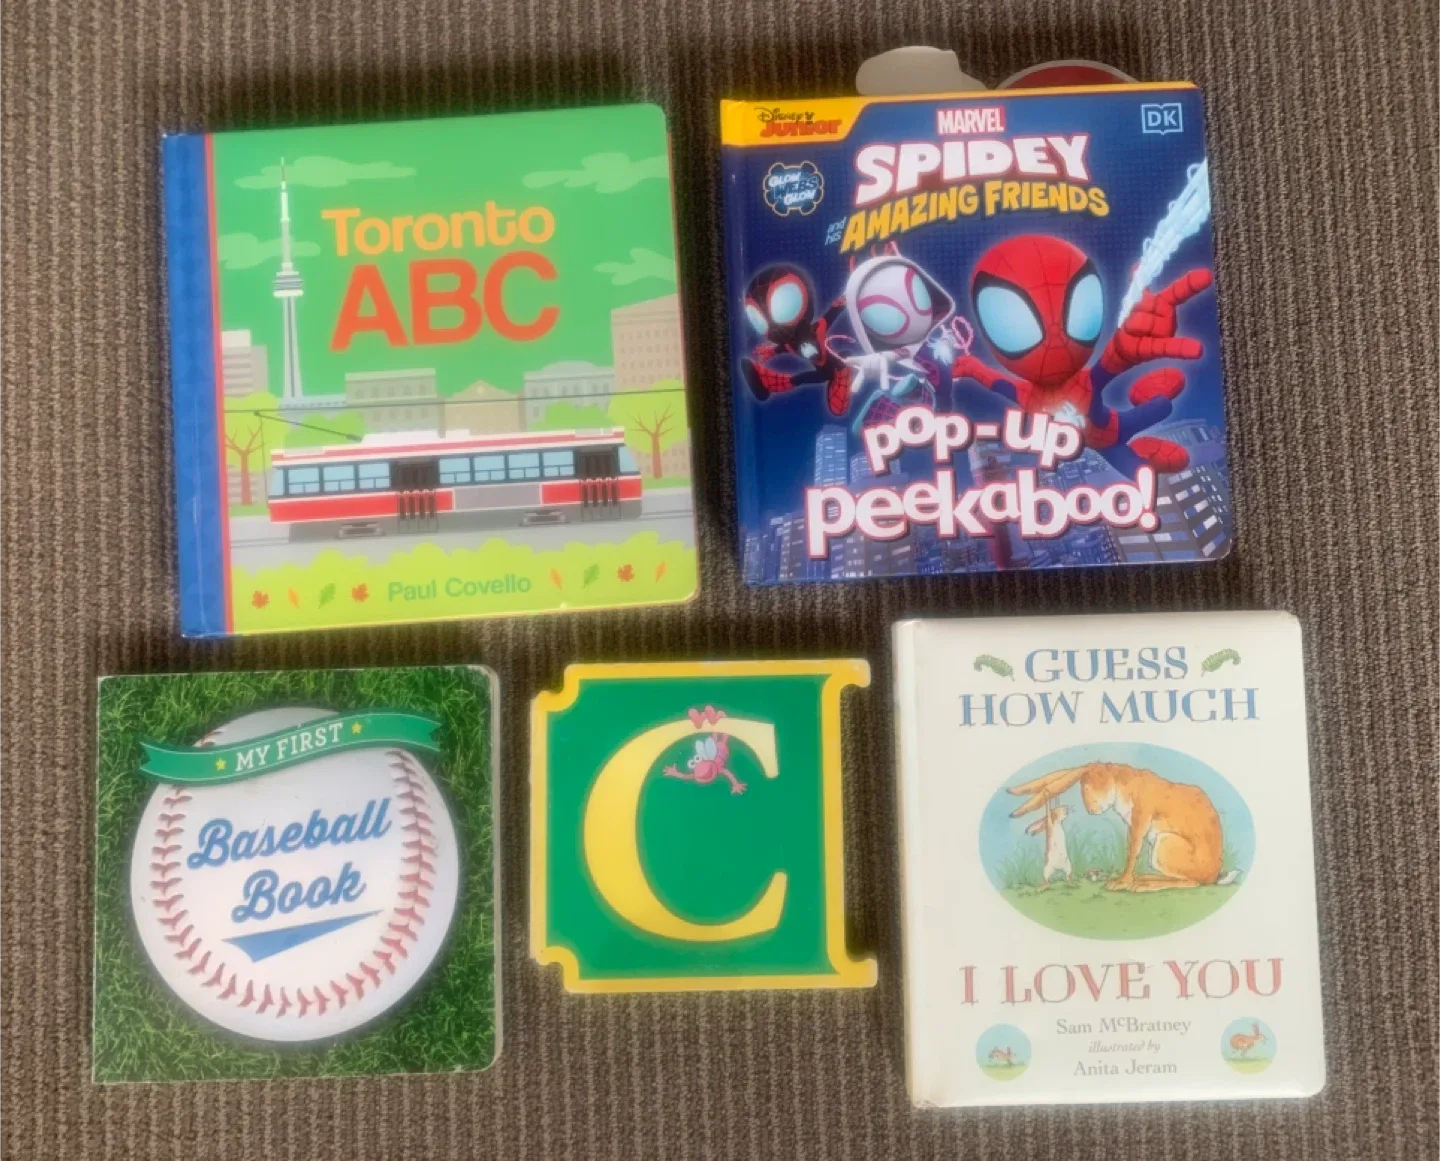 Toronto
ABC
Paul Covello
Disney
Junior
MARVEL
DK
SPIDEY
and his
AMAZING FRIENDS
GLOW
WEBS
GLOW
pop-up
peekaboo!
MY FIRST
Baseball
Book
C
GUESS
HOW MUCH
I LOVE YOU
Sam McBratney
illustrated by
Anita Jeram